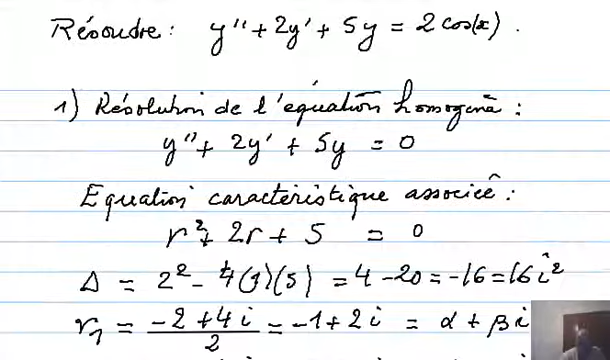 Résoudre : y'' + 2y' + 5y = 2 cos(x).
1) Résolution de l'équation homogène :
y'' + 2y' + 5y = 0
Equation caractéristique associée :
r² + 2r + 5 = 0
Δ = 2² - 4(1)(5) = 4 - 20 = -16 = 16i²
r₁ = (-2 + 4i)/2 = -1 + 2i = α + βi